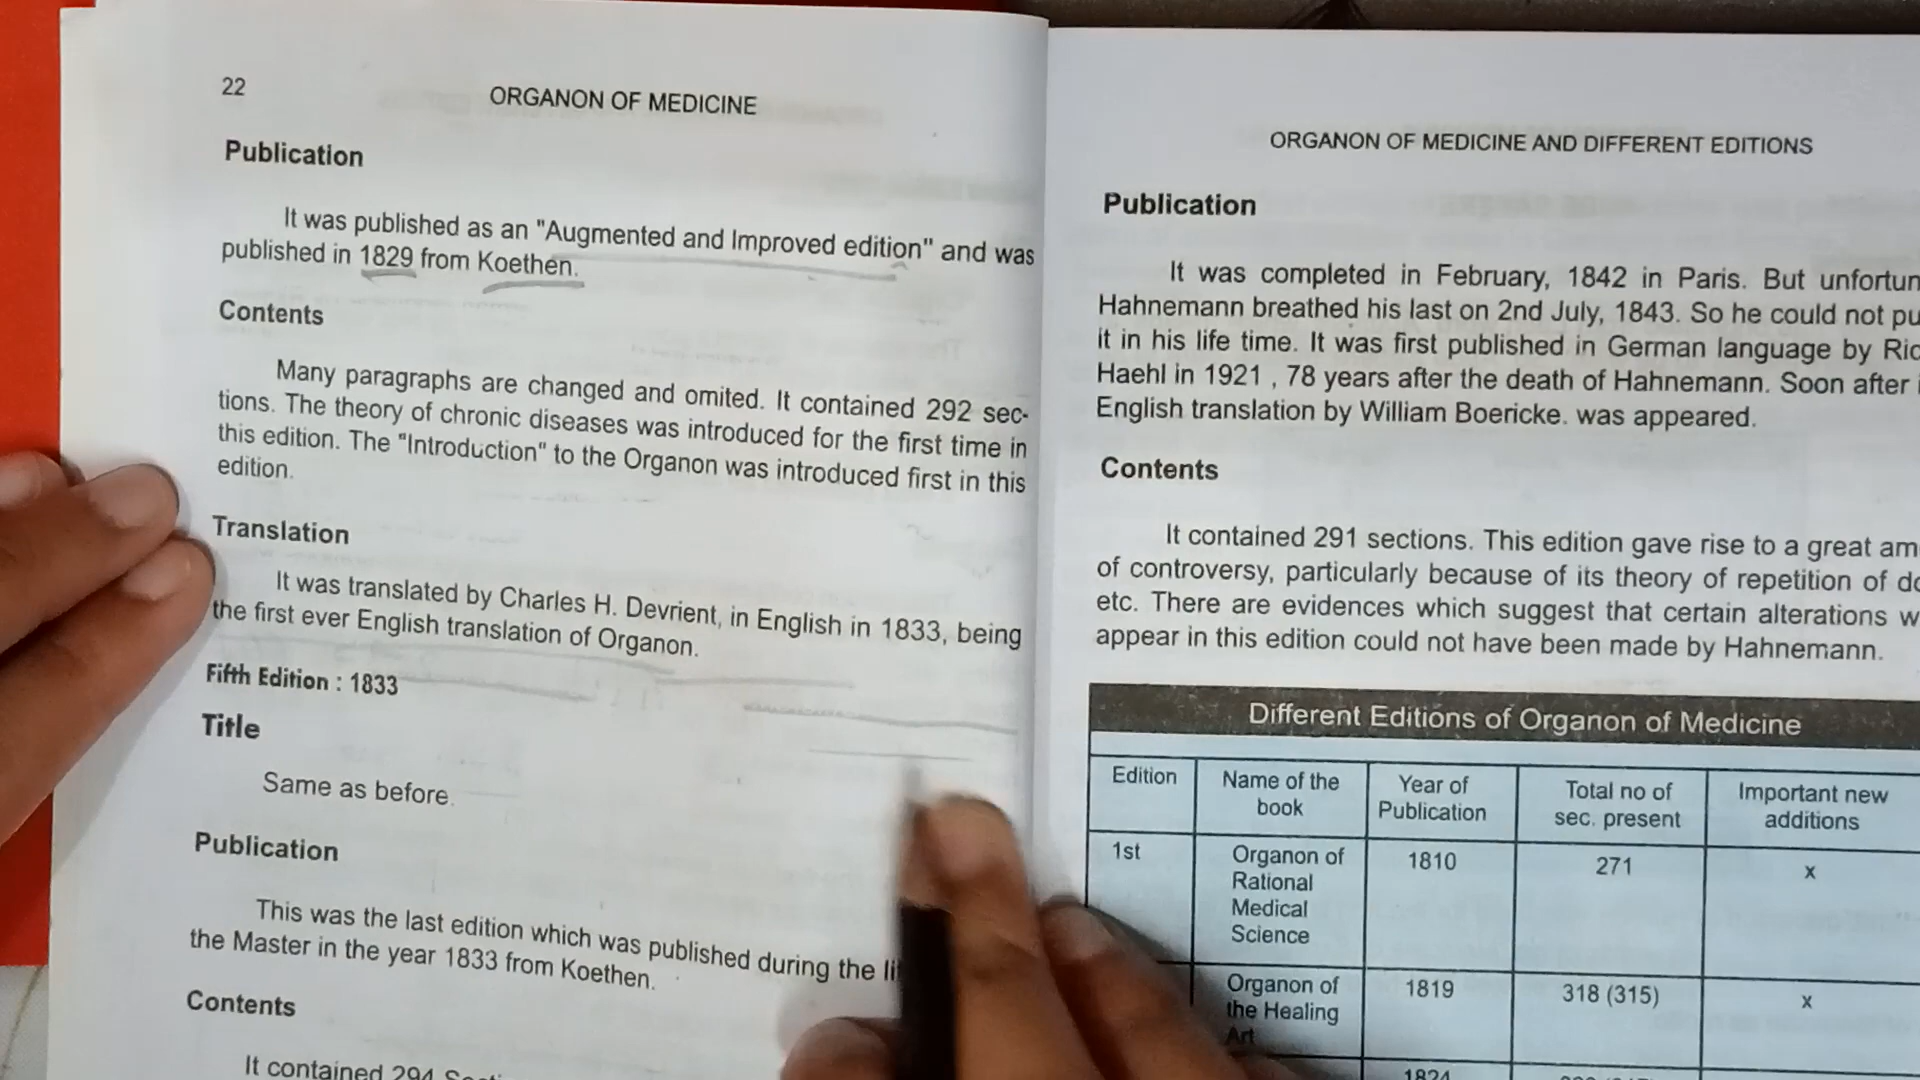 22
ORGANON OF MEDICINE
Publication
It was published as an "Augmented and Improved edition" and was
published in 1829 from Koethen.
Contents
Many paragraphs are changed and omited. It contained 292 sec-
tions. The theory of chronic diseases was introduced for the first time in
this edition. The "Introduction" to the Organon was introduced first in this
edition.
Translation
It was translated by Charles H. Devrient, in English in 1833, being
the first ever English translation of Organon.
Fifth Edition : 1833
Title
Same as before.
Publication
This was the last edition which was published during the
the Master in the year 1833 from Koethen.
Contents
It contained 294
ORGANON OF MEDICINE AND DIFFERENT EDITIONS
Publication
It was completed in February, 1842 in Paris. But
Hahnemann breathed his last on 2nd July, 1843. So he could not
it in his life time. It was first published in German language by
Haehl in 1921 , 78 years after the death of Hahnemann. Soon after
English translation by William Boericke. was appeared.
Contents
It contained 291 sections. This edition gave rise to a great
of controversy, particularly because of its theory of repetition of
etc. There are evidences which suggest that certain alterations
appear in this edition could not have been made by Hahnemann.
Different Editions of Organon of Medicine
Edition
Name of the
book
Year of
Publication
Total no of
sec. present
Important new
additions
1st
Organon of
Rational
Medical
Science
1810
271
x
Organon of
the Healing
Art
1819
318 (315)
x
1824